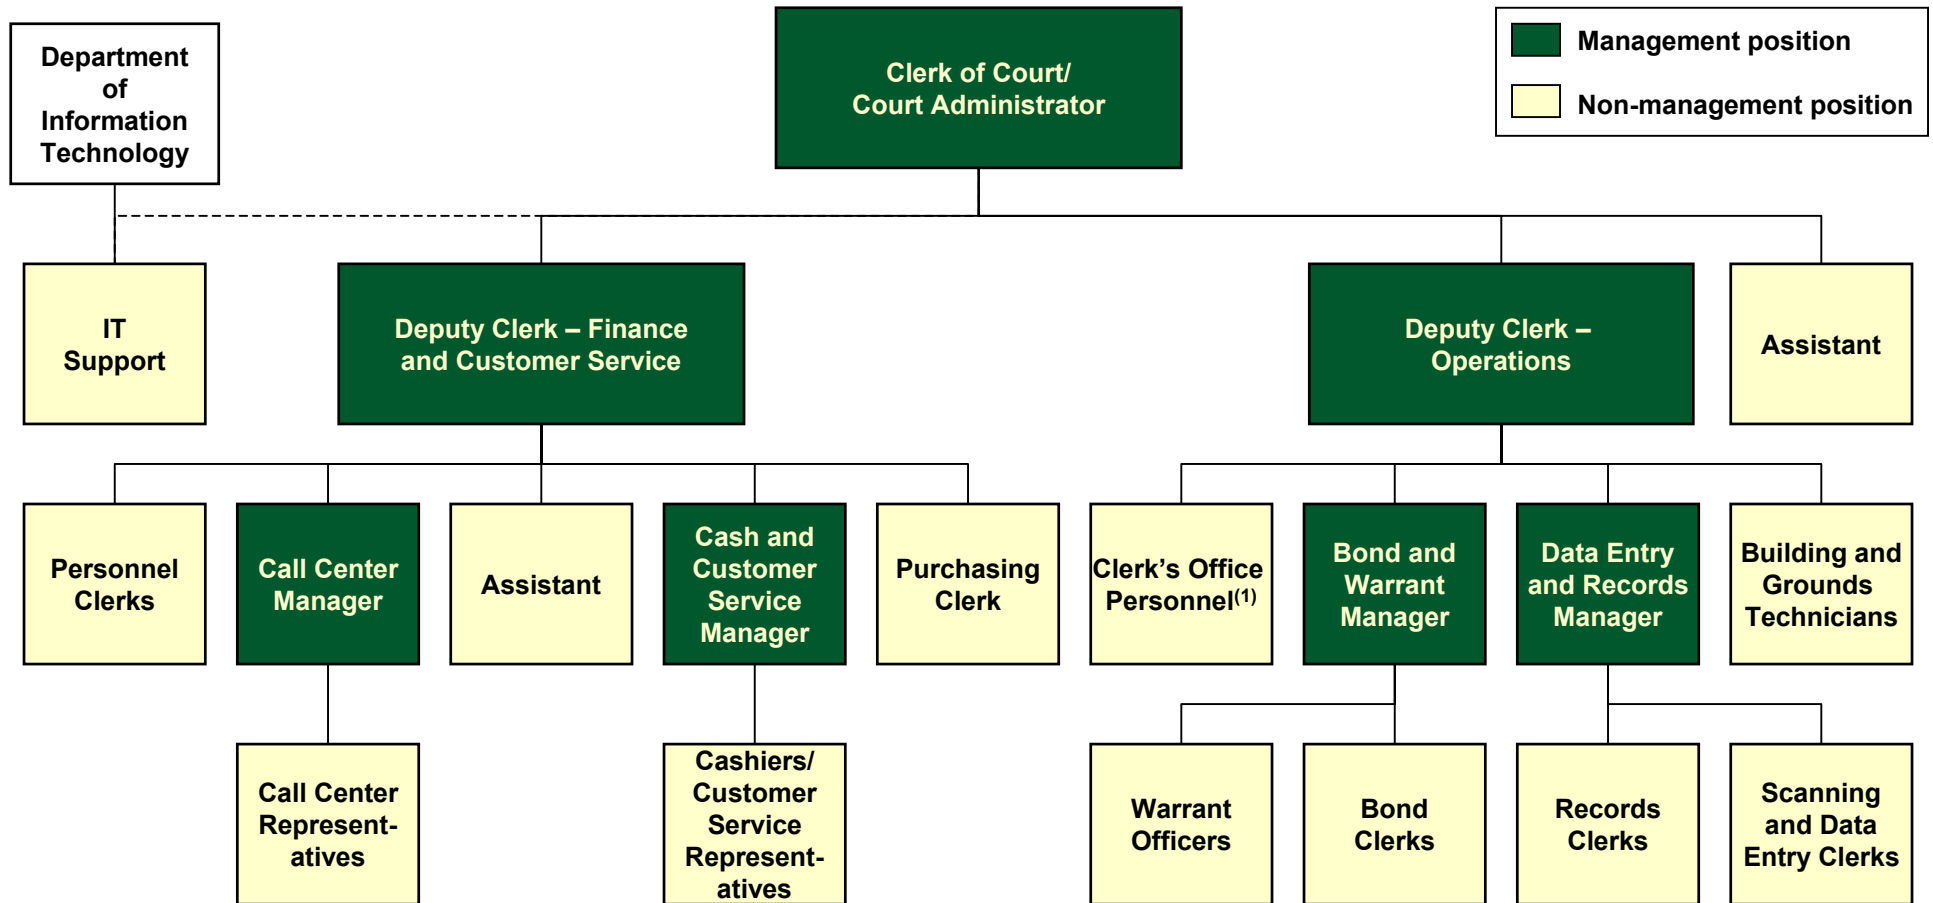 Department
of
Information
Technology
Clerk of Court/
Court Administrator
Management position
Non-management position
IT
Support
Deputy Clerk – Finance
and Customer Service
Deputy Clerk –
Operations
Assistant
Personnel
Clerks
Call Center
Manager
Assistant
Cash and
Customer
Service
Manager
Purchasing
Clerk
Clerk’s Office
Personnel(1)
Bond and
Warrant
Manager
Data Entry
and Records
Manager
Building and
Grounds
Technicians
Call Center
Represent-
atives
Cashiers/
Customer
Service
Represent-
atives
Warrant
Officers
Bond
Clerks
Records
Clerks
Scanning
and Data
Entry Clerks